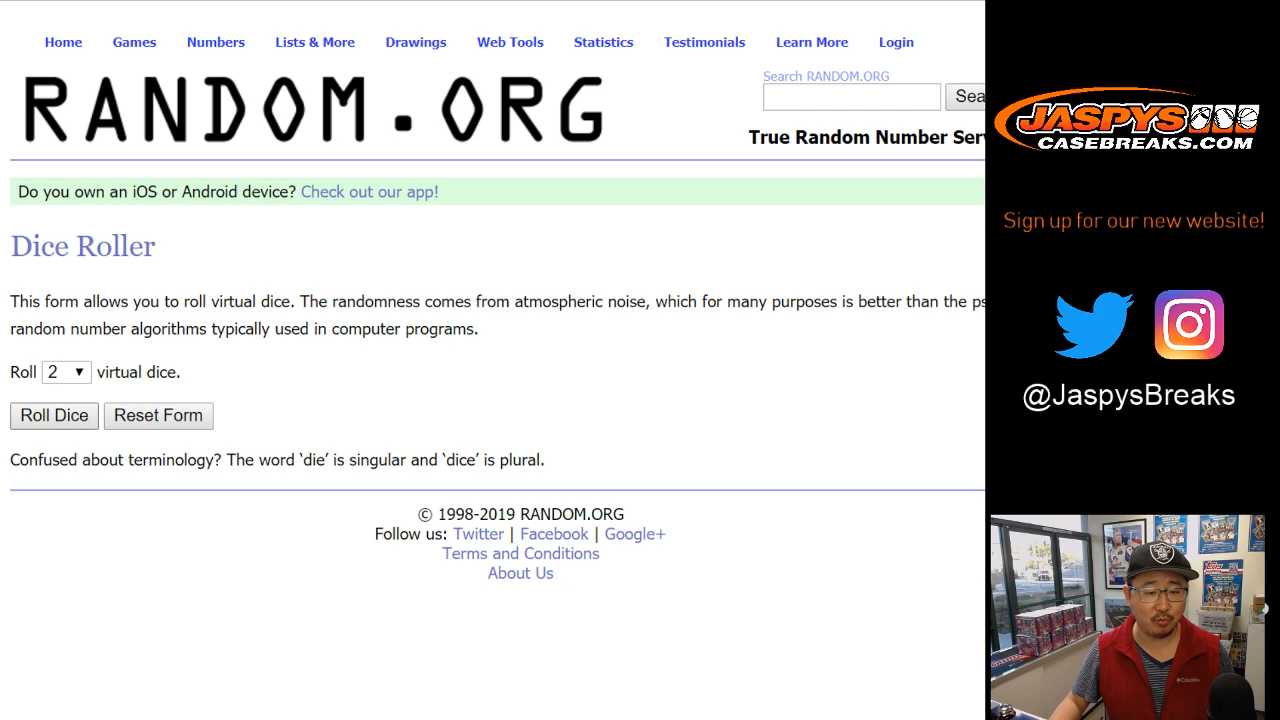 Home Games Numbers Lists & More Drawings Web Tools Statistics Testimonials Learn More Login
RANDOM.ORG
Search RANDOM.ORG
Sea
True Random Number Ser
Do you own an iOS or Android device? Check out our app!
Dice Roller
This form allows you to roll virtual dice. The randomness comes from atmospheric noise, which for many purposes is better than the ps
random number algorithms typically used in computer programs.
Roll 2 virtual dice.
Roll Dice Reset Form
Confused about terminology? The word ‘die’ is singular and ‘dice’ is plural.
© 1998-2019 RANDOM.ORG
Follow us: Twitter | Facebook | Google+
Terms and Conditions
About Us
JASPYS
CASEBREAKS.COM
Sign up for our new website!
@JaspysBreaks